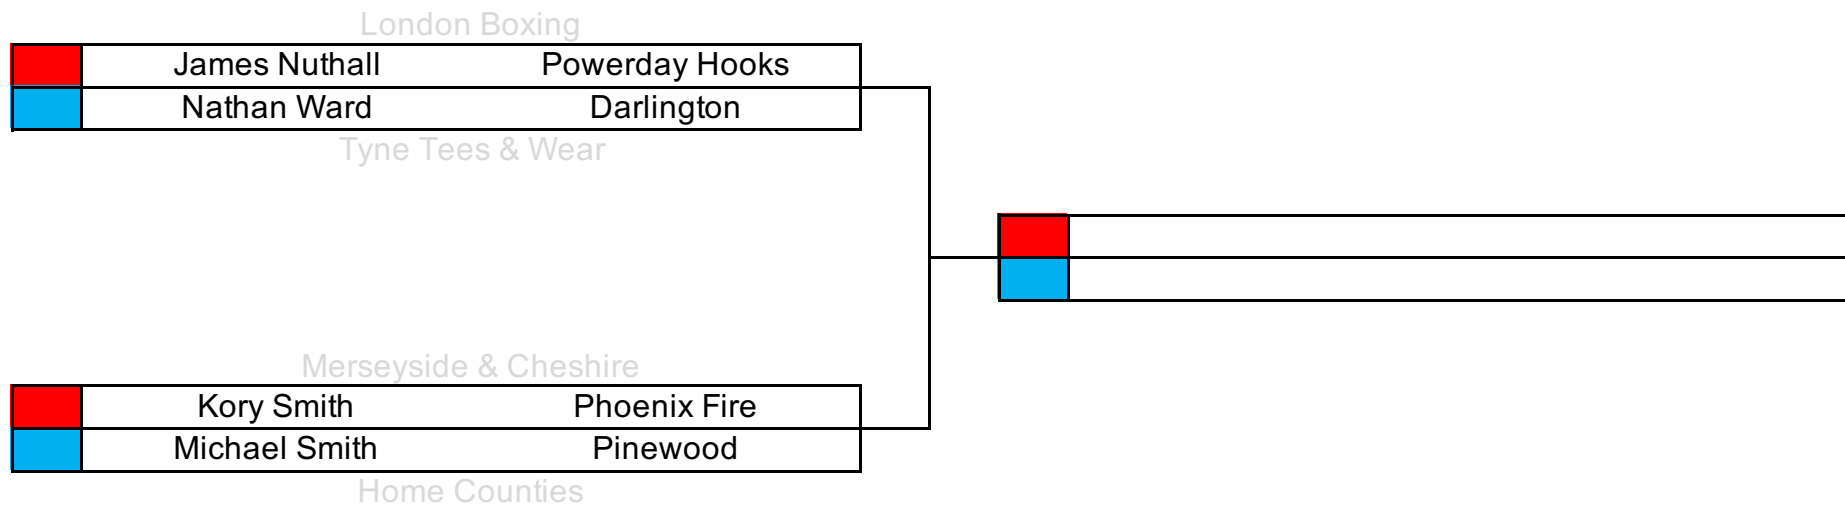 London Boxing
James Nuthall Powerday Hooks
Nathan Ward Darlington
Tyne Tees & Wear
Merseyside & Cheshire
Kory Smith Phoenix Fire
Michael Smith Pinewood
Home Counties